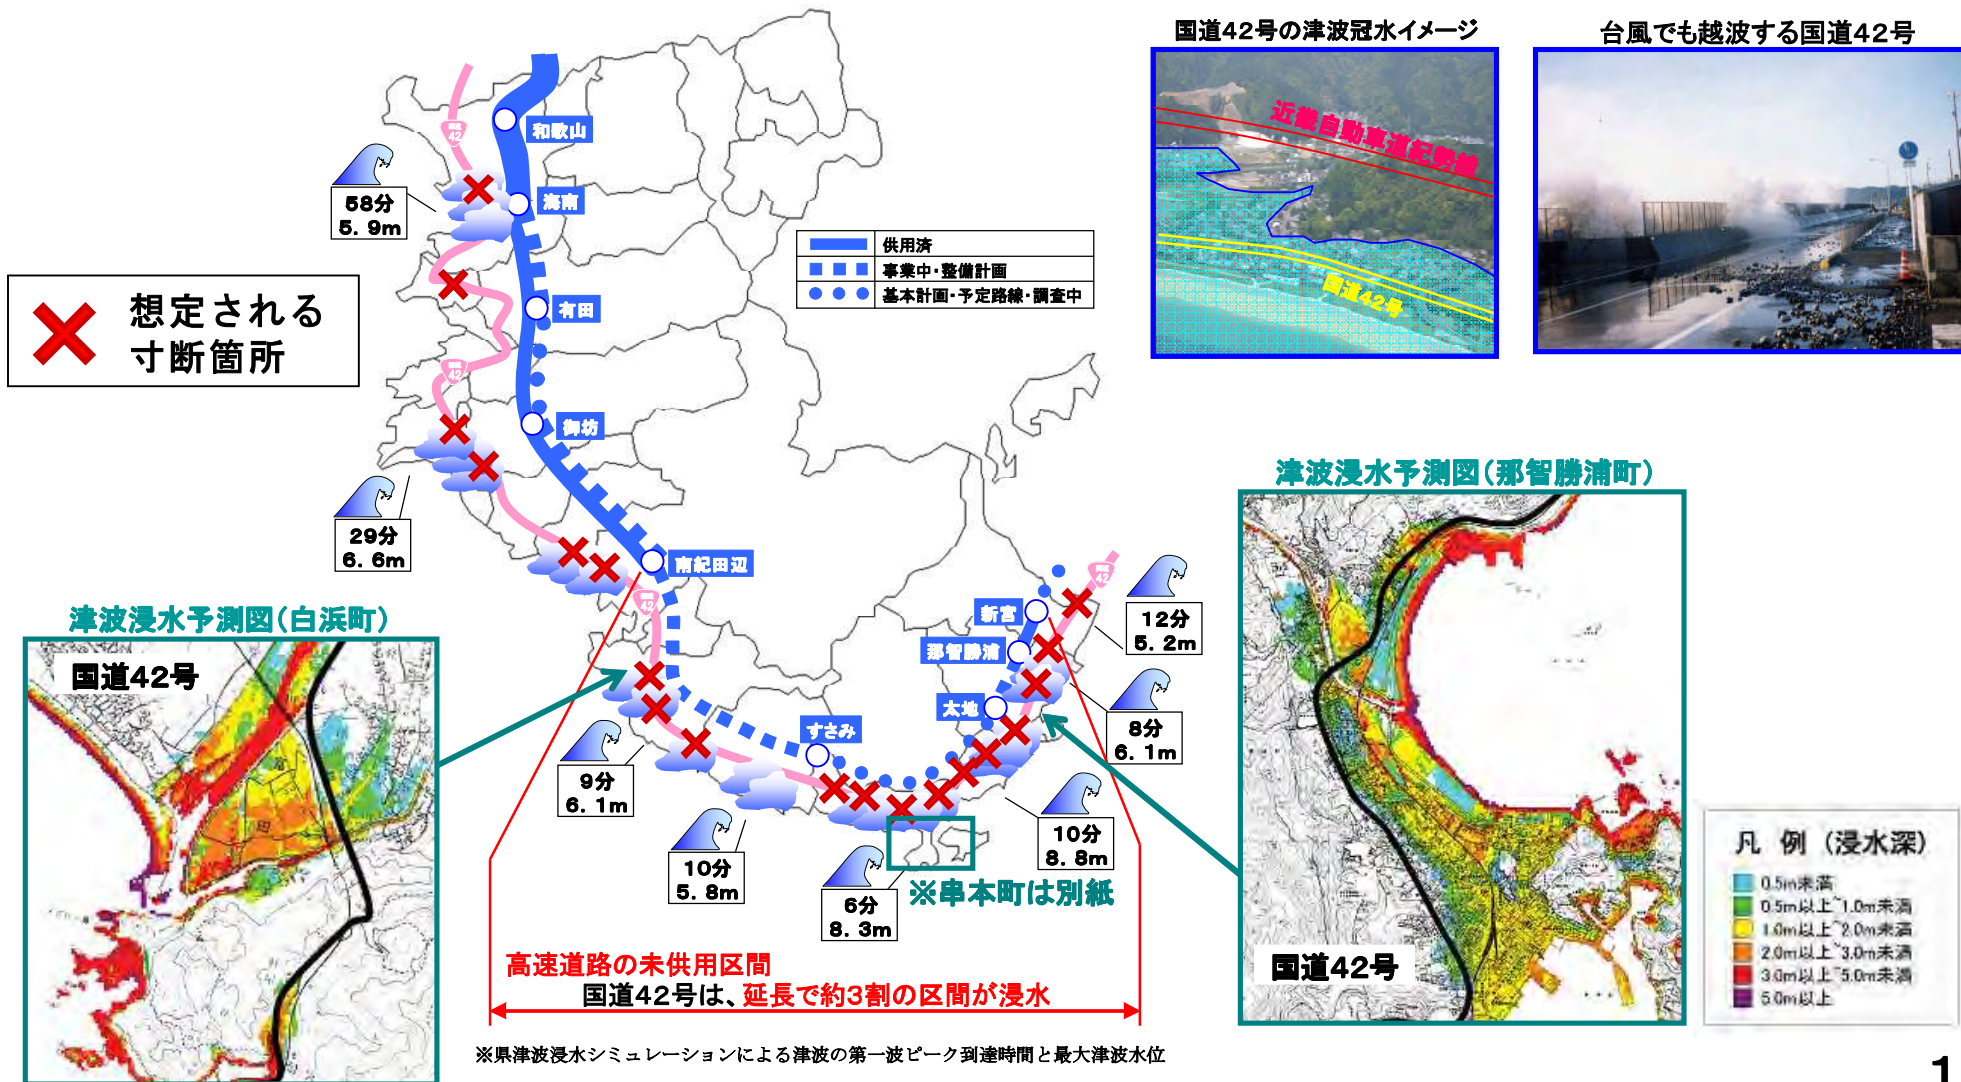 国道42号の津波冠水イメージ
台風でも越波する国道42号
近畿自動車道紀勢線
国道42号
和歌山
海南
有田
御坊
南紀田辺
すさみ
太地
那智勝浦
新宮
42
42
42
42
58分
5.9m
29分
6.6m
9分
6.1m
10分
5.8m
6分
8.3m
10分
8.8m
8分
6.1m
12分
5.2m
供用済
事業中・整備計画
基本計画・予定路線・調査中
想定される
寸断箇所
津波浸水予測図(白浜町)
国道42号
津波浸水予測図(那智勝浦町)
国道42号
※串本町は別紙
高速道路の未供用区間
国道42号は、延長で約3割の区間が浸水
※県津波浸水シミュレーションによる津波の第一波ピーク到達時間と最大津波水位
凡 例 (浸水深)
0.5m未満
0.5m以上~1.0m未満
1.0m以上~2.0m未満
2.0m以上~3.0m未満
3.0m以上~5.0m未満
5.0m以上
1